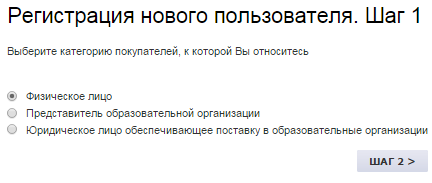 Регистрация нового пользователя. Шаг 1
Выберите категорию покупателей, к которой Вы относитесь
Физическое лицо
Представитель образовательной организации
Юридическое лицо обеспечивающее поставку в образовательные организации
ШАГ 2 >